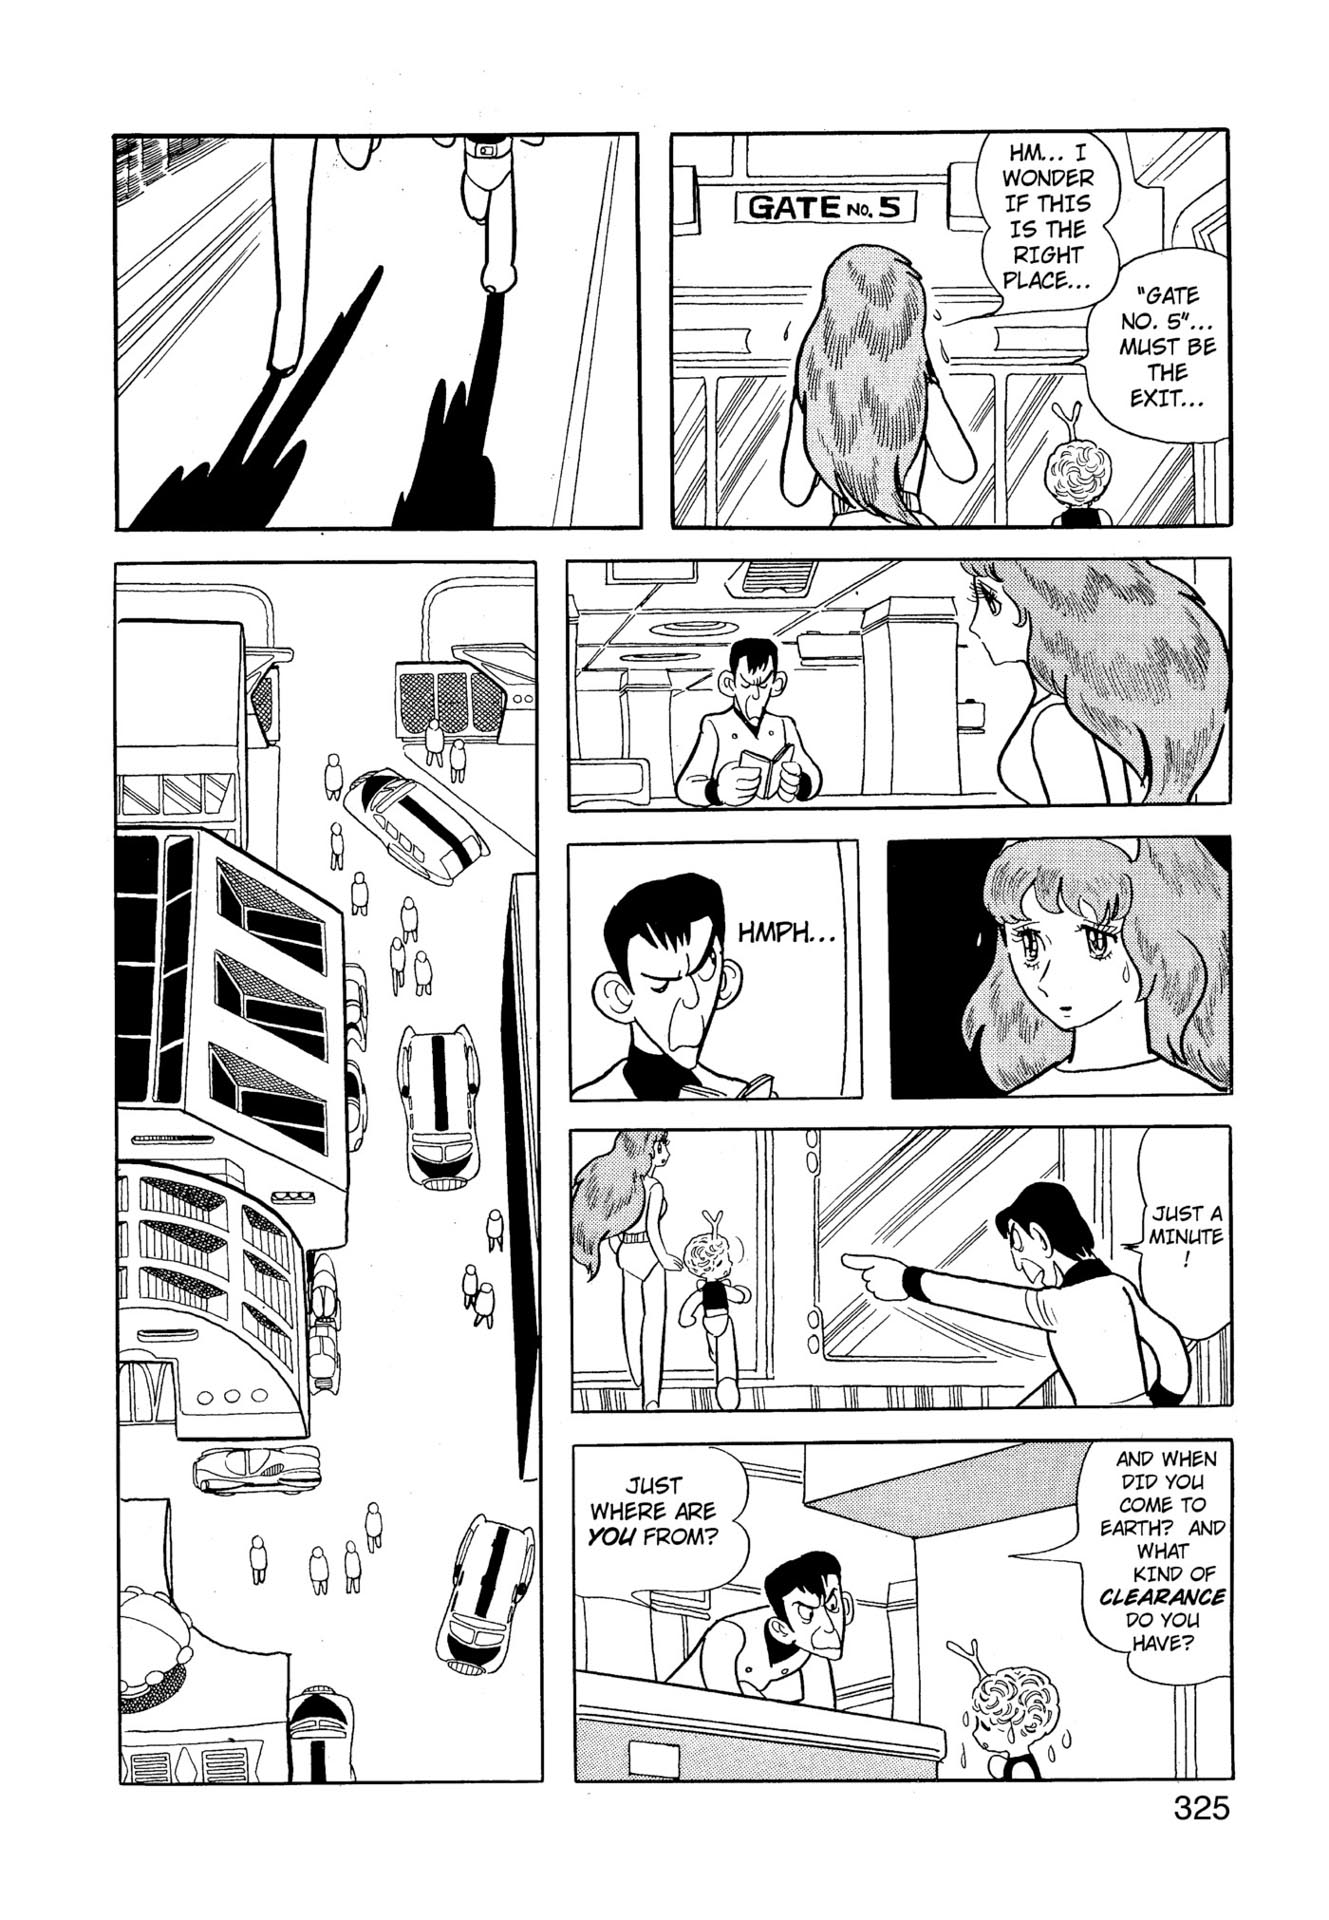 GATE NO. 5
HM... I
WONDER
IF THIS
IS THE
RIGHT
PLACE...
"GATE
NO. 5"...
MUST BE
THE
EXIT...
HMPH...
JUST A
MINUTE
!
JUST
WHERE ARE
YOU FROM?
AND WHEN
DID YOU
COME TO
EARTH? AND
WHAT
KIND OF
CLEARANCE
DO YOU
HAVE?
325